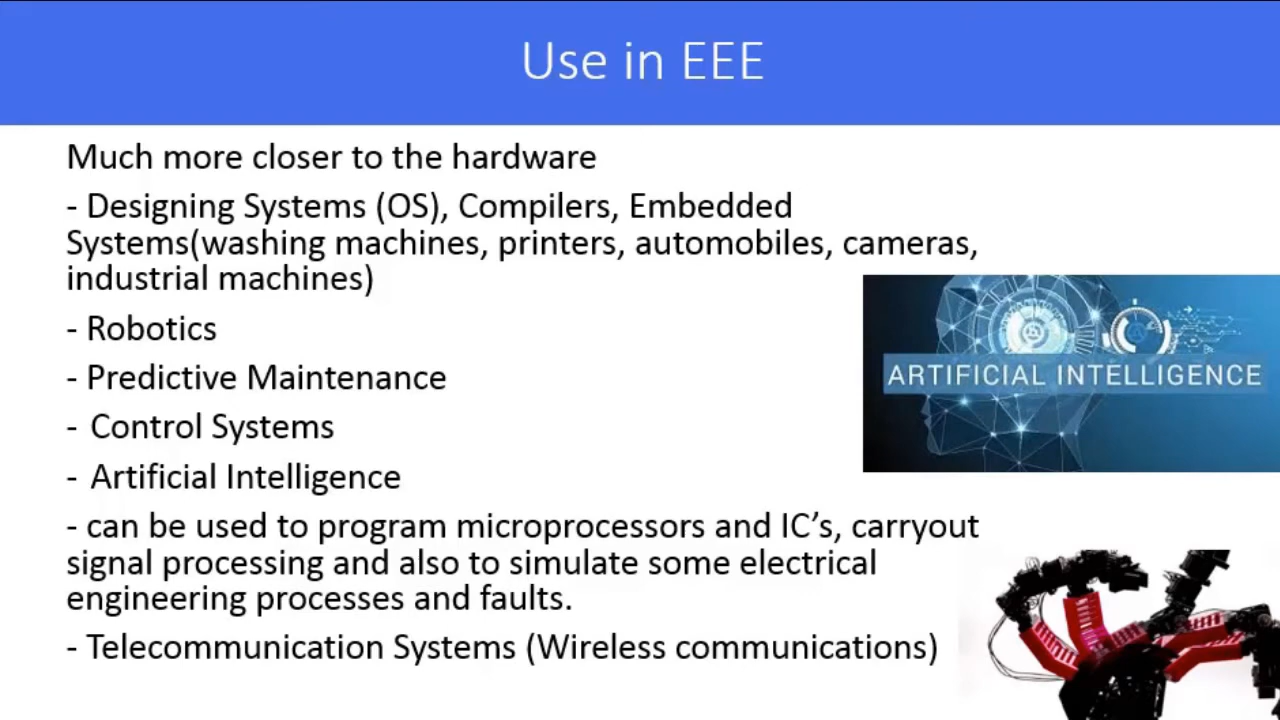 Use in EEE
Much more closer to the hardware
- Designing Systems (OS), Compilers, Embedded
Systems(washing machines, printers, automobiles, cameras,
industrial machines)
- Robotics
- Predictive Maintenance
- Control Systems
- Artificial Intelligence
ARTIFICIAL INTELLIGENCE
- can be used to program microprocessors and IC’s, carryout
signal processing and also to simulate some electrical
engineering processes and faults.
- Telecommunication Systems (Wireless communications)